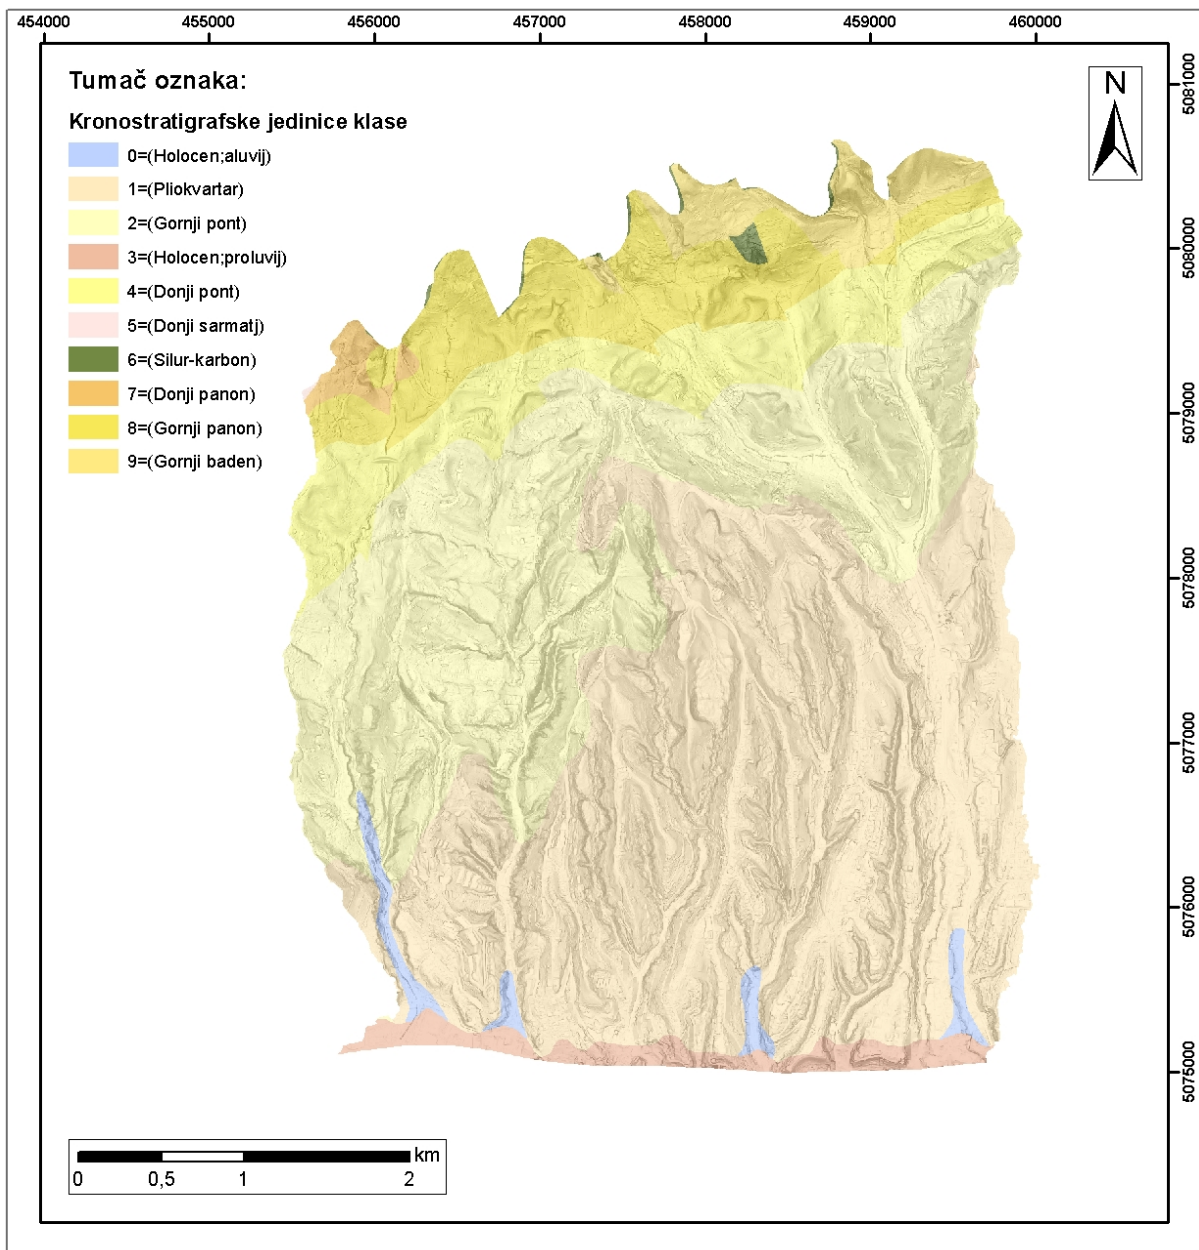 454000 455000 456000 457000 458000 459000 460000
Tumač oznaka:
Kronostratigrafske jedinice klase
0=(Holocen;aluvij)
1=(Pliokvartar)
2=(Gornji pont)
3=(Holocen;proluvij)
4=(Donji pont)
5=(Donji sarmatj)
6=(Silur-karbon)
7=(Donji panon)
8=(Gornji panon)
9=(Gornji baden)
N
5081000
5080000
5079000
5078000
5077000
5076000
5075000
km
0 0,5 1 2